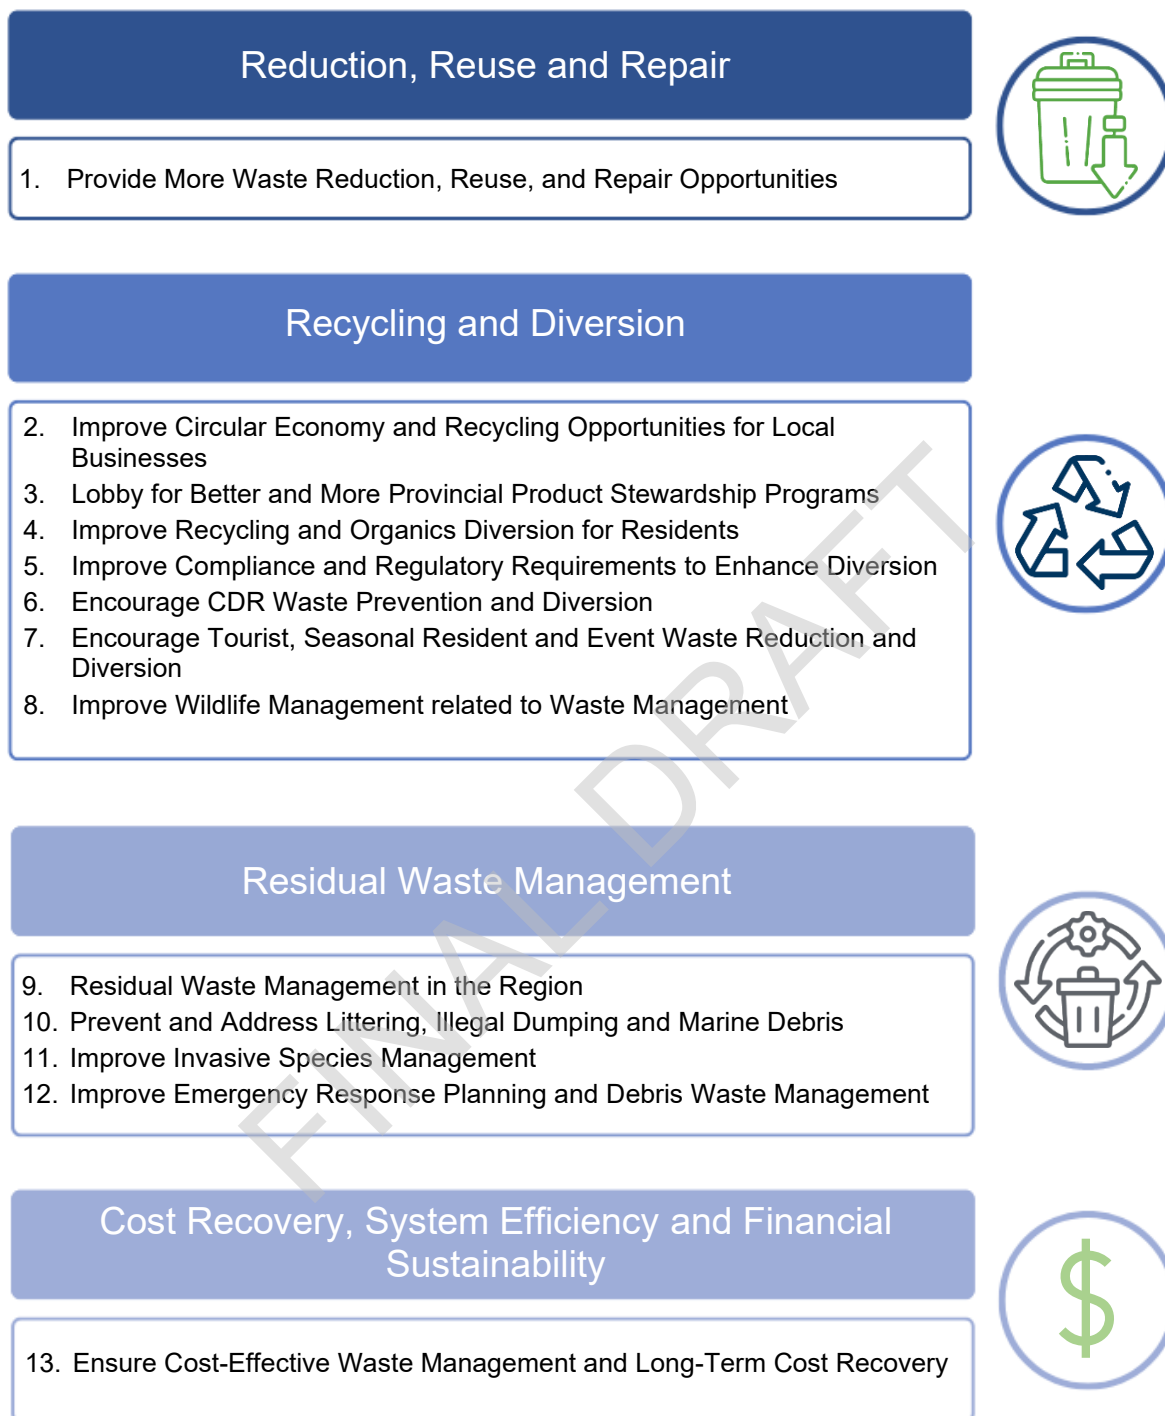 Reduction, Reuse and Repair
1. Provide More Waste Reduction, Reuse, and Repair Opportunities
Recycling and Diversion
2. Improve Circular Economy and Recycling Opportunities for Local
Businesses
3. Lobby for Better and More Provincial Product Stewardship Programs
4. Improve Recycling and Organics Diversion for Residents
5. Improve Compliance and Regulatory Requirements to Enhance Diversion
6. Encourage CDR Waste Prevention and Diversion
7. Encourage Tourist, Seasonal Resident and Event Waste Reduction and
Diversion
8. Improve Wildlife Management related to Waste Management
Residual Waste Management
9. Residual Waste Management in the Region
10. Prevent and Address Littering, Illegal Dumping and Marine Debris
11. Improve Invasive Species Management
12. Improve Emergency Response Planning and Debris Waste Management
Cost Recovery, System Efficiency and Financial
Sustainability
$
13. Ensure Cost-Effective Waste Management and Long-Term Cost Recovery
FINAL DRAFT